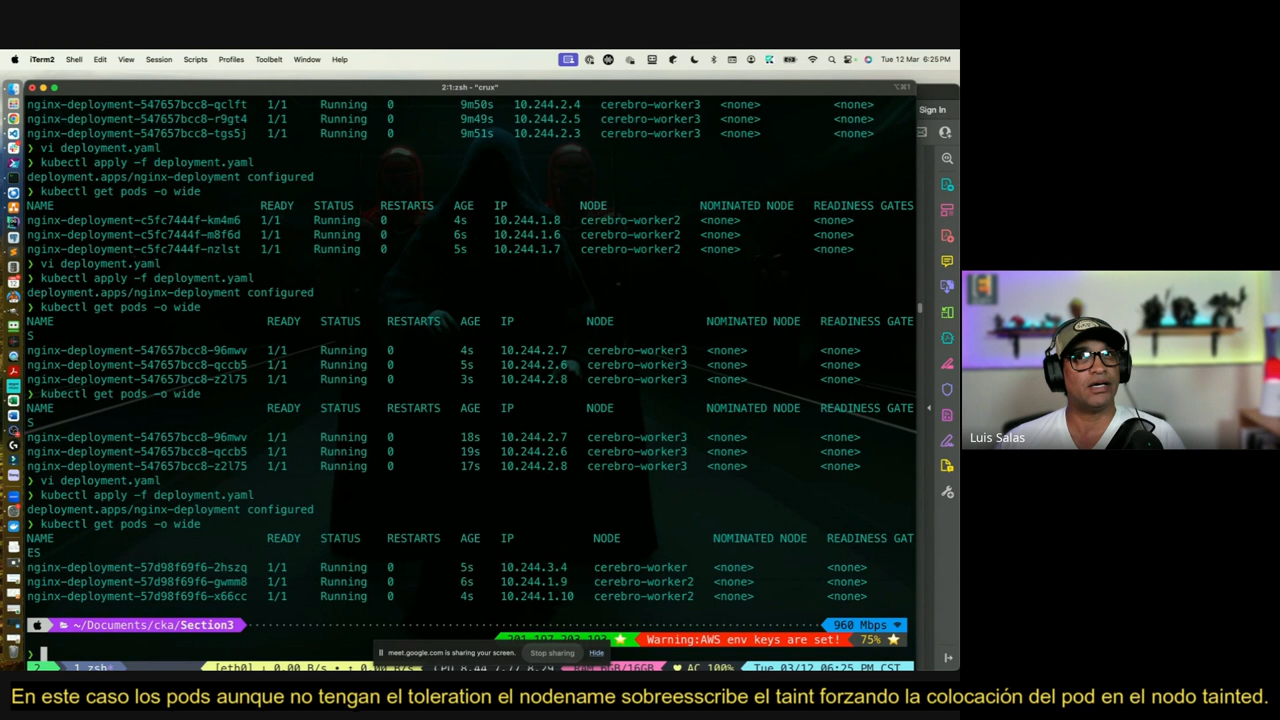 iTerm2 Shell Edit View Session Scripts Profiles Toolbelt Window Help Tue 12 Mar 6:25 PM
2:1:zsh - "crux"
Sign In
nginx-deployment-547657bcc8-qclft 1/1 Running 0 9m50s 10.244.2.4 cerebro-worker3 <none> <none>
nginx-deployment-547657bcc8-r9gt4 1/1 Running 0 9m49s 10.244.2.5 cerebro-worker3 <none> <none>
nginx-deployment-547657bcc8-tgs5j 1/1 Running 0 9m51s 10.244.2.3 cerebro-worker3 <none> <none>
❯ vi deployment.yaml
❯ kubectl apply -f deployment.yaml
deployment.apps/nginx-deployment configured
❯ kubectl get pods -o wide
NAME READY STATUS RESTARTS AGE IP NODE NOMINATED NODE READINESS GATES
nginx-deployment-c5fc7444f-km4m6 1/1 Running 0 4s 10.244.1.8 cerebro-worker2 <none> <none>
nginx-deployment-c5fc7444f-m8f6d 1/1 Running 0 6s 10.244.1.6 cerebro-worker2 <none> <none>
nginx-deployment-c5fc7444f-nzlst 1/1 Running 0 5s 10.244.1.7 cerebro-worker2 <none> <none>
❯ vi deployment.yaml
❯ kubectl apply -f deployment.yaml
deployment.apps/nginx-deployment configured
❯ kubectl get pods -o wide
NAME READY STATUS RESTARTS AGE IP NODE NOMINATED NODE READINESS GATE
S
nginx-deployment-547657bcc8-96mwv 1/1 Running 0 4s 10.244.2.7 cerebro-worker3 <none> <none>
nginx-deployment-547657bcc8-qccb5 1/1 Running 0 5s 10.244.2.6 cerebro-worker3 <none> <none>
nginx-deployment-547657bcc8-z2l75 1/1 Running 0 3s 10.244.2.8 cerebro-worker3 <none> <none>
❯ kubectl get pods -o wide
NAME READY STATUS RESTARTS AGE IP NODE NOMINATED NODE READINESS GATE
S
nginx-deployment-547657bcc8-96mwv 1/1 Running 0 18s 10.244.2.7 cerebro-worker3 <none> <none>
nginx-deployment-547657bcc8-qccb5 1/1 Running 0 19s 10.244.2.6 cerebro-worker3 <none> <none>
nginx-deployment-547657bcc8-z2l75 1/1 Running 0 17s 10.244.2.8 cerebro-worker3 <none> <none>
❯ vi deployment.yaml
❯ kubectl apply -f deployment.yaml
deployment.apps/nginx-deployment configured
❯ kubectl get pods -o wide
NAME READY STATUS RESTARTS AGE IP NODE NOMINATED NODE READINESS GAT
ES
nginx-deployment-57d98f69f6-2hszq 1/1 Running 0 5s 10.244.3.4 cerebro-worker <none> <none>
nginx-deployment-57d98f69f6-gwmm8 1/1 Running 0 6s 10.244.1.9 cerebro-worker2 <none> <none>
nginx-deployment-57d98f69f6-x66cc 1/1 Running 0 4s 10.244.1.10 cerebro-worker2 <none> <none>
~/Documents/cka/Section3 960 Mbps
Warning:AWS env keys are set! 75%
meet.google.com is sharing your screen. Stop sharing Hide
2 1 zsh* [eth0] ↓ 0.00 B/s • ↑ 0.0 AC 100% Tue 03/12 06:25 PM CST
Luis Salas
En este caso los pods aunque no tengan el toleration el nodename sobreesscribe el taint forzando la colocación del pod en el nodo tainted.